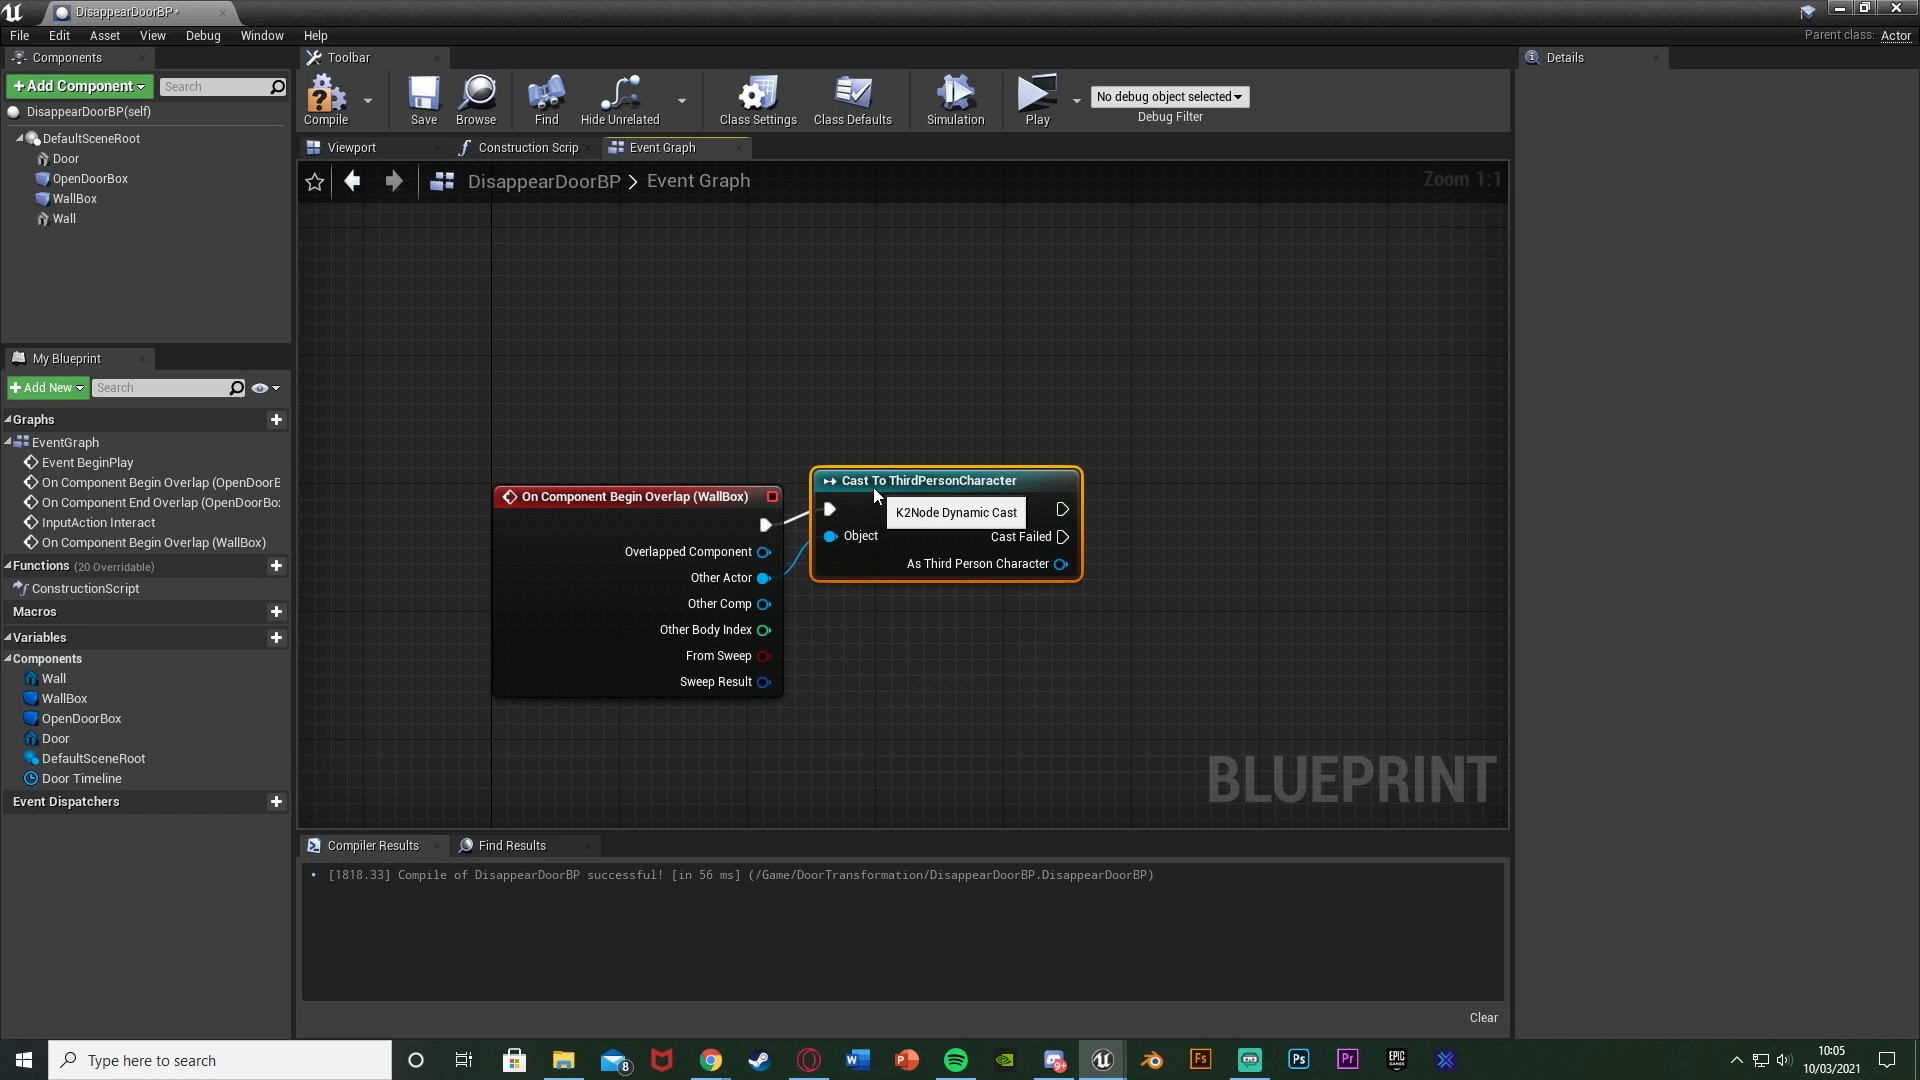 DisappearDoorBP*
File Edit Asset View Debug Window Help
Parent class: Actor
Components
+Add Component
Search
DisappearDoorBP(self)
DefaultSceneRoot
Door
OpenDoorBox
WallBox
Wall
Toolbar
Compile
Save
Browse
Find
Hide Unrelated
Class Settings
Class Defaults
Simulation
Play
No debug object selected
Debug Filter
Details
Viewport
Construction Scrip
Event Graph
DisappearDoorBP > Event Graph
Zoom 1:1
My Blueprint
+Add New
Search
Graphs
EventGraph
Event BeginPlay
On Component Begin Overlap (OpenDoorE
On Component End Overlap (OpenDoorBo
InputAction Interact
On Component Begin Overlap (WallBox)
Functions (20 Overridable)
ConstructionScript
Macros
Variables
Components
Wall
WallBox
OpenDoorBox
Door
DefaultSceneRoot
Door Timeline
Event Dispatchers
On Component Begin Overlap (WallBox)
Overlapped Component
Other Actor
Other Comp
Other Body Index
From Sweep
Sweep Result
Cast To ThirdPersonCharacter
K2Node Dynamic Cast
Object
Cast Failed
As Third Person Character
BLUEPRINT
Compiler Results
Find Results
[1818.33] Compile of DisappearDoorBP successful! [in 56 ms] (/Game/DoorTransformation/DisappearDoorBP.DisappearDoorBP)
Clear
Type here to search
8
9+
Fs
Ps
Pr
EPIC
10:05
10/03/2021